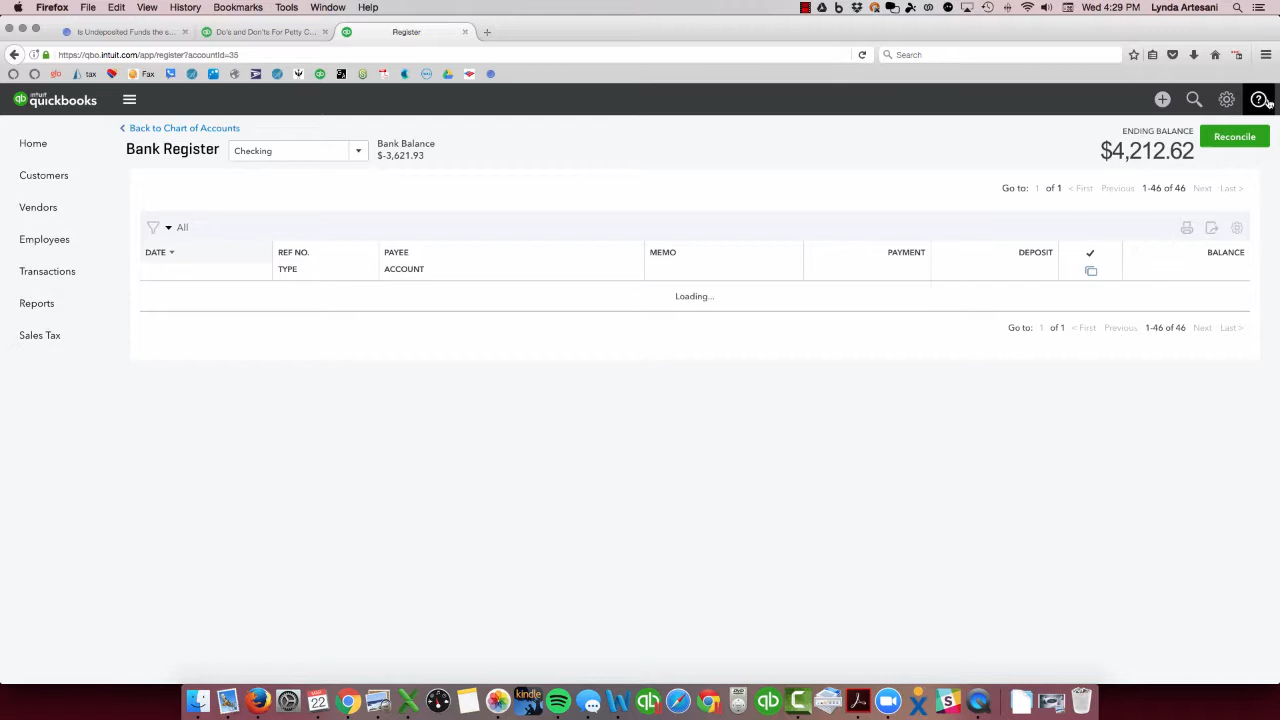 Firefox File Edit View History Bookmarks Tools Window Help Wed 4:29 PM Lynda Artesani
Is Undeposited Funds the s... Do's and Don'ts For Petty C... Register
https://qbo.intuit.com/app/register?accountId=35 Search
tax Fax
intuit quickbooks
Back to Chart of Accounts
Bank Register Checking
Bank Balance
$-3,621.93
ENDING BALANCE
$4,212.62
Reconcile
Home
Customers
Vendors
Employees
Transactions
Reports
Sales Tax
Go to: 1 of 1 < First Previous 1-46 of 46 Next Last >
All
DATE REF NO. PAYEE MEMO PAYMENT DEPOSIT BALANCE
TYPE ACCOUNT
Loading...
Go to: 1 of 1 < First Previous 1-46 of 46 Next Last >
22
kindle